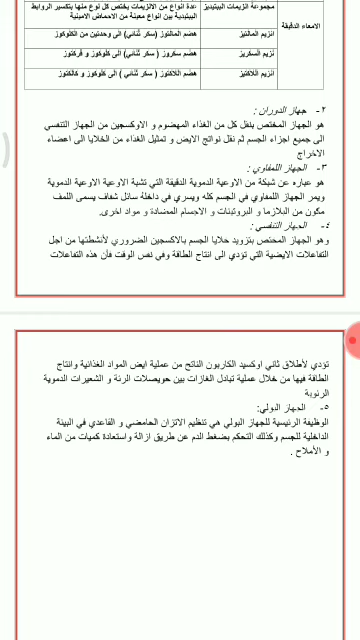 مجموعة انزيمات الببتيديز
عدة انواع من الانزيمات يختص كل نوع منها بتكسير الروابط
الببتيدية بين انواع معينة من الاحماض الامينية
الامعاء الدقيقة
انزيم المالتيز
هضم المالتوز (سكر ثنائي) الى وحدتين من الكلوكوز
انزيم السكريز
هضم سكروز ( سكر ثنائي) الى كلوكوز و فركتوز
انزيم اللاكتيز
هضم اللاكتوز ( سكر ثنائي ) الى كلوكوز و كالكتوز
٢- جهاز الدوران :
هو الجهاز المختص بنقل كل من الغذاء المهضوم و الاوكسجين من الجهاز التنفسي
الى جميع اجزاء الجسم ثم نقل نواتج الايض و تمثيل الغذاء من الخلايا الى اعضاء
الاخراج
٣- الجهاز اللمفاوي :
هو عباره عن شبكة من الاوعية الدموية الدقيقة التي تشبة الاوعية الاوعية الدموية
ويمر الجهاز اللمفاوي في الجسم كله ويسري في داخلة سائل شفاف يسمى اللمف
مكون من البلازما و البروتينات و الاجسام المضادة و مواد اخرى.
٤- الجهاز التنفسي :
وهو الجهاز المختص بتزويد خلايا الجسم بالاكسجين الضروري لأنشطتها من اجل
التفاعلات الايضية التي تؤدي الى انتاج الطاقة وفي نفس الوقت فأن هذه التفاعلات
تؤدي لأطلاق ثاني اوكسيد الكاربون الناتج من عملية ايض المواد الغذائية وانتاج
الطاقة فيها من خلال عملية تبادل الغازات بين حويصلات الرئة و الشعيرات الدموية
الرئوية
٥- الجهاز البولي:
الوظيفة الرئيسية للجهاز البولي هي تنظيم الاتزان الحامضي و القاعدي في البيئة
الداخلية للجسم وكذلك التحكم بضغط الدم عن طريق ازالة واستعادة كميات من الماء
و الأملاح .